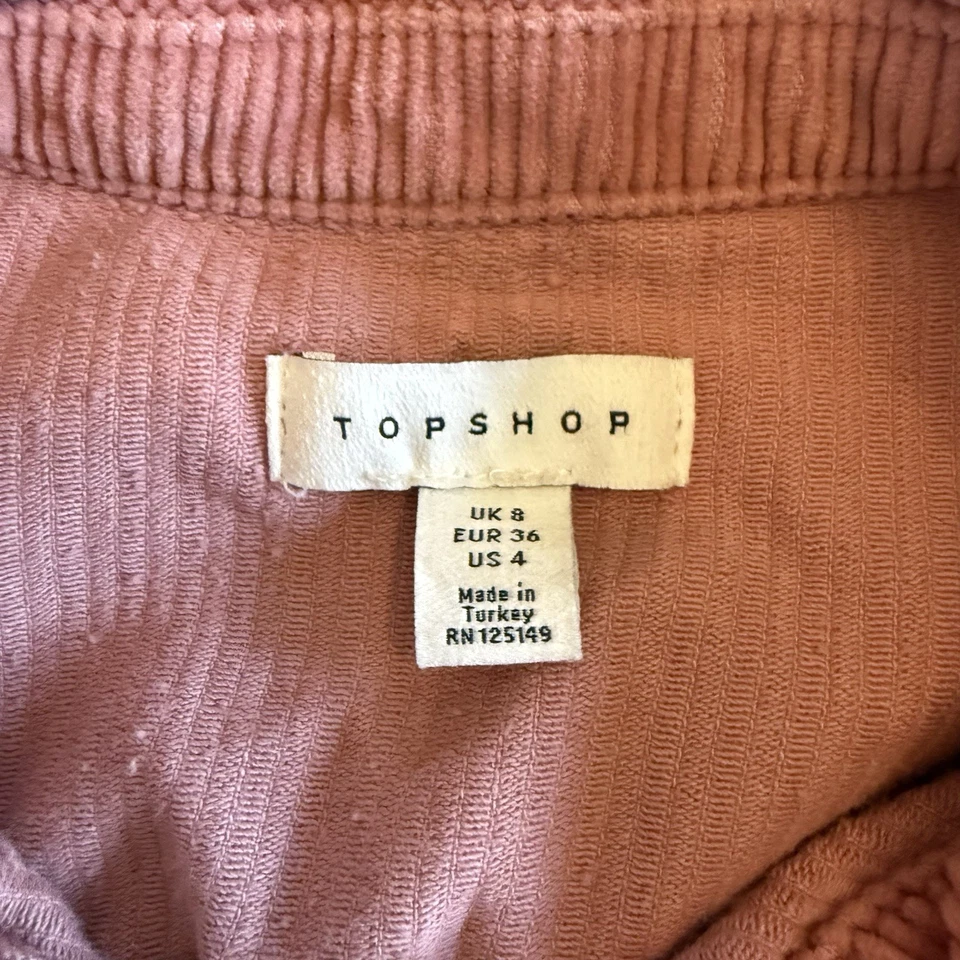 TOPSHOP
UK 8
EUR 36
US 4
Made in
Turkey
RN125149